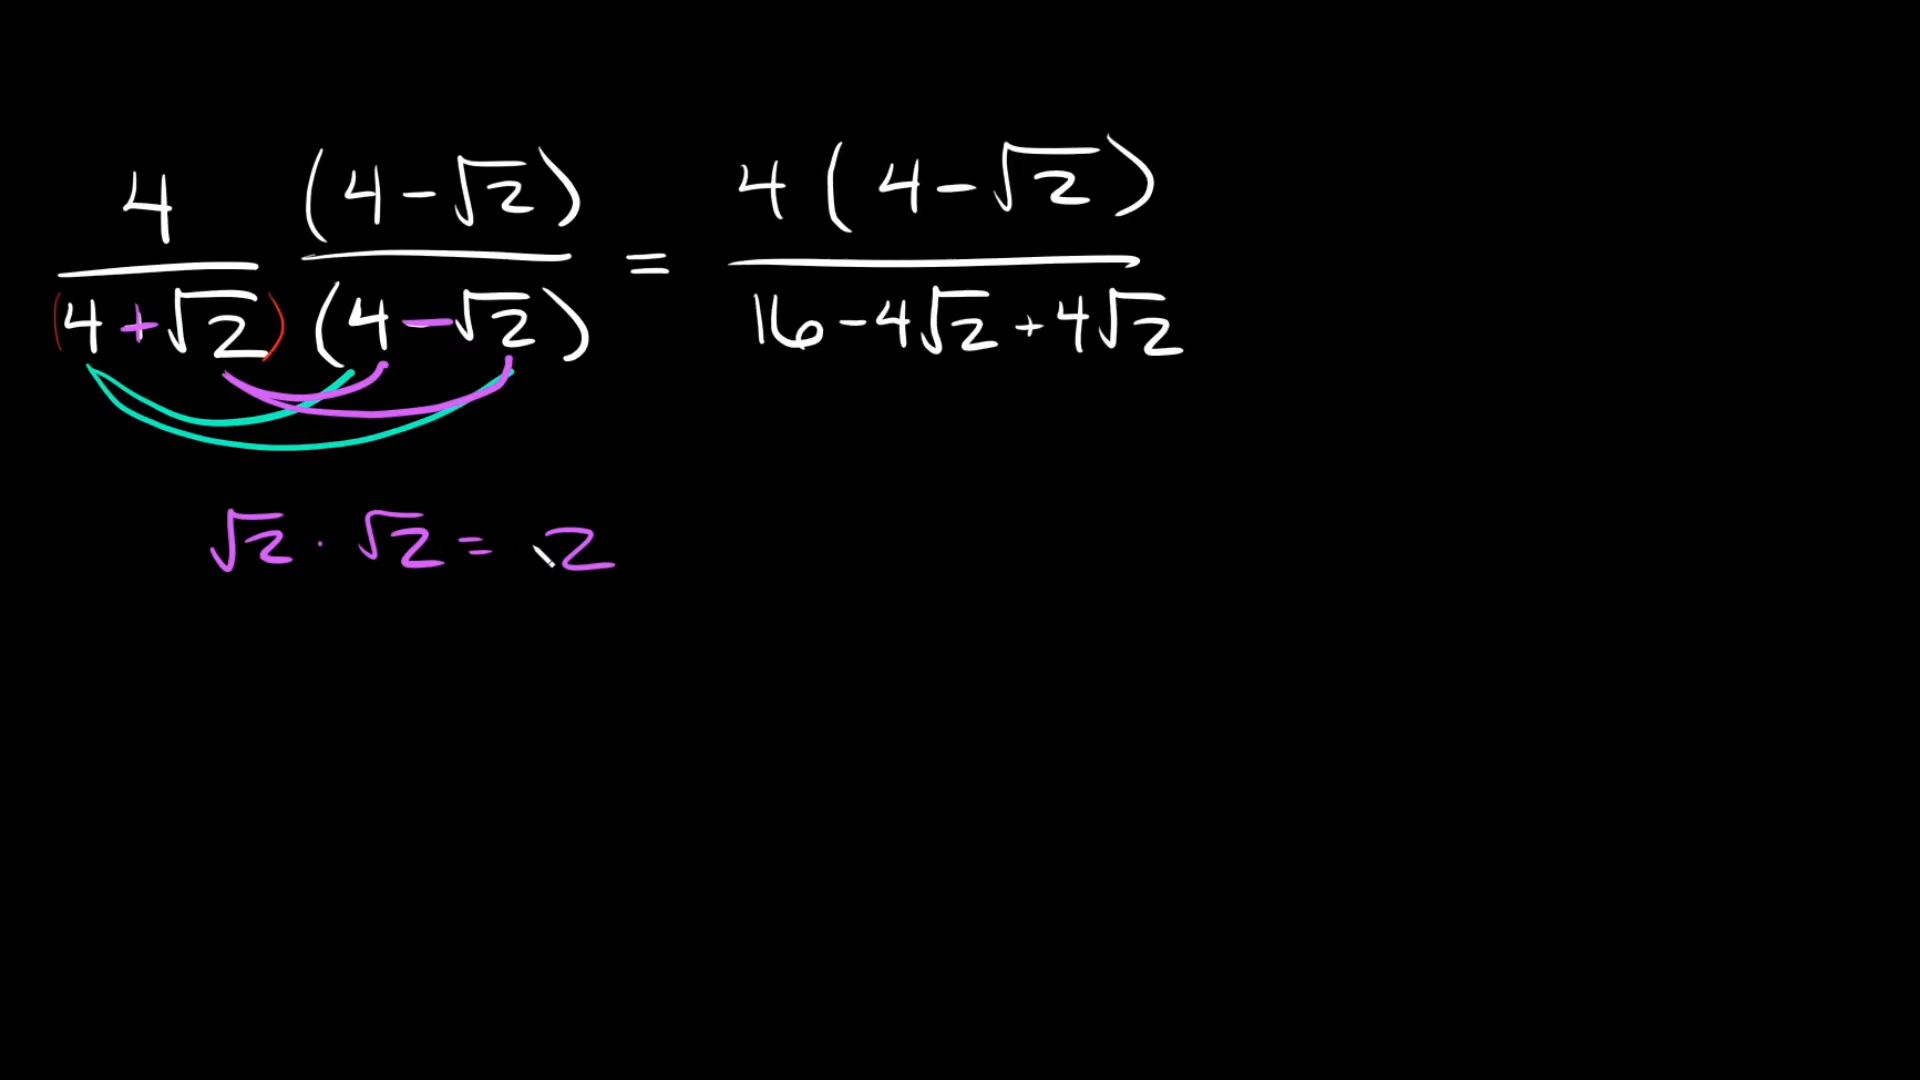 4/(4+√2) (4-√2)/(4-√2) = 4(4-√2)/(16-4√2+4√2)
√2 · √2 = 2